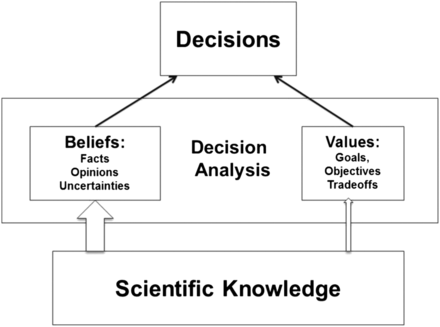 Decisions
Beliefs:
Facts
Opinions
Uncertainties
Decision
Analysis
Values:
Goals,
Objectives
Tradeoffs
Scientific Knowledge